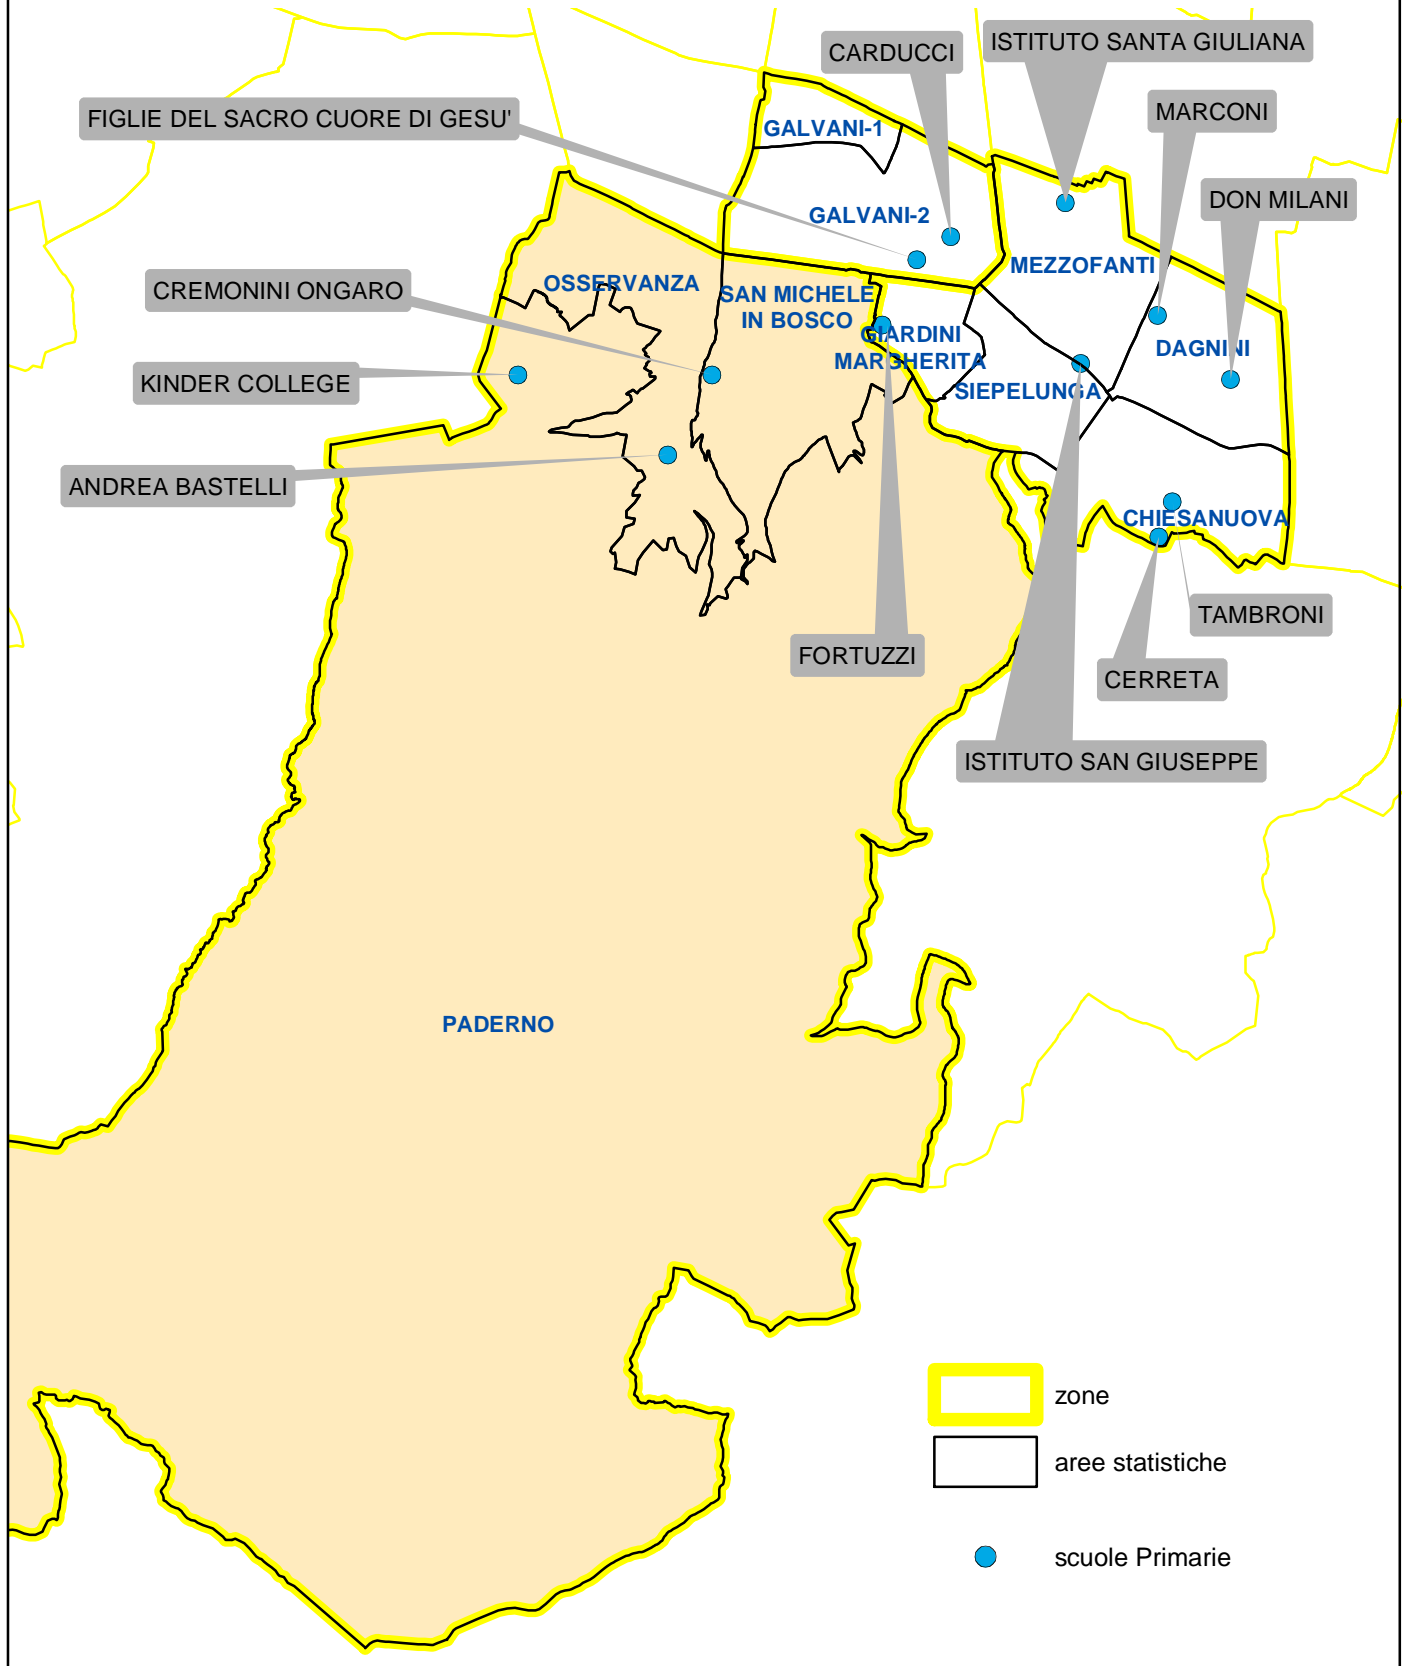 ISTITUTO SANTA GIULIANA
CARDUCCI
MARCONI
FIGLIE DEL SACRO CUORE DI GESU'
GALVANI-1
DON MILANI
GALVANI-2
MEZZOFANTI
OSSERVANZA
CREMONINI ONGARO
SAN MICHELE
IN BOSCO
GIARDINI
MARGHERITA
DAGNINI
KINDER COLLEGE
SIEPELUNGA
ANDREA BASTELLI
CHIESANUOVA
TAMBRONI
FORTUZZI
CERRETA
ISTITUTO SAN GIUSEPPE
PADERNO
zone
aree statistiche
scuole Primarie